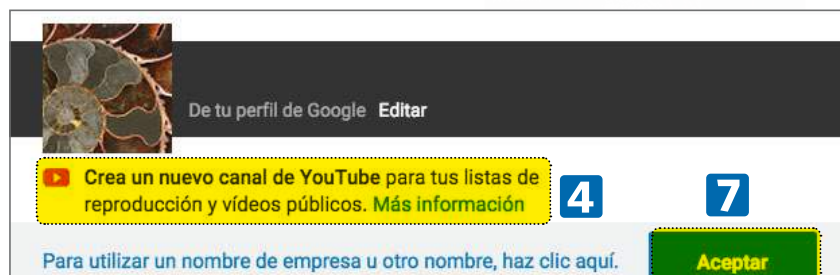 De tu perfil de Google Editar
Crea un nuevo canal de YouTube para tus listas de
reproducción y vídeos públicos. Más información
4
7
Para utilizar un nombre de empresa u otro nombre, haz clic aquí.
Aceptar